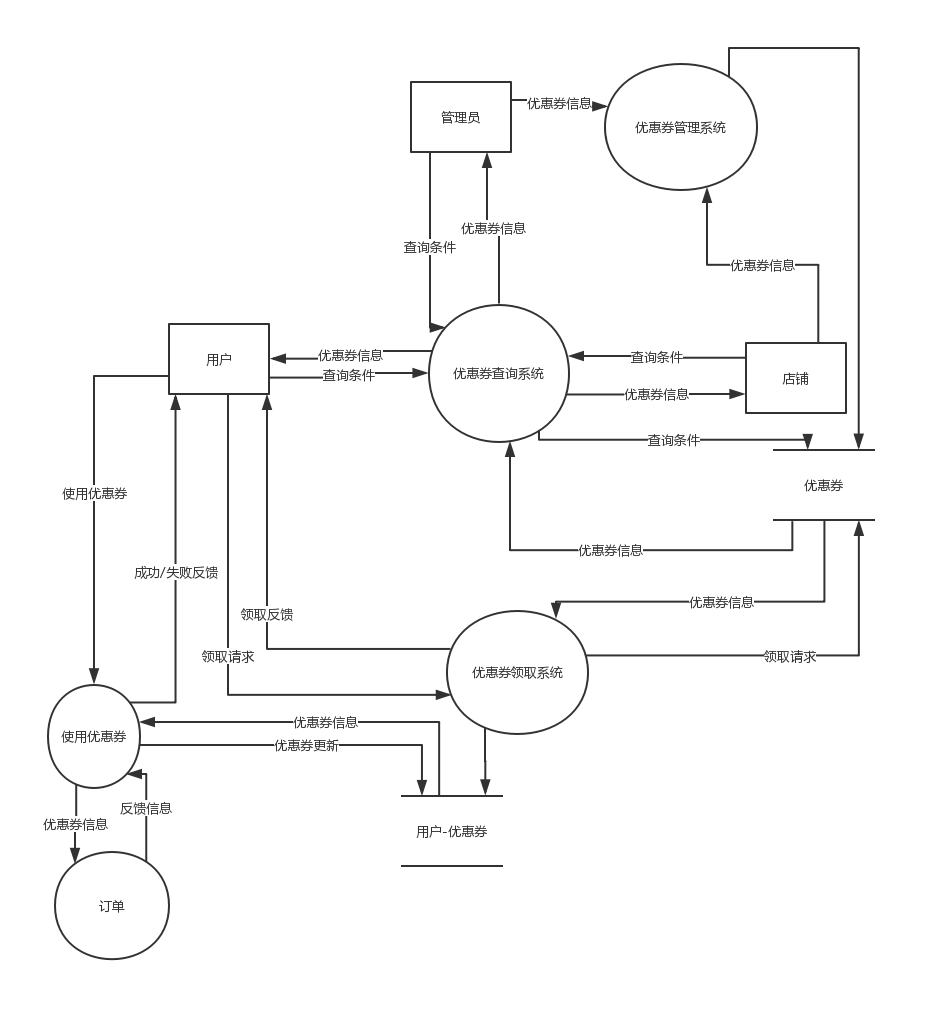 管理员
优惠券信息
优惠券管理系统
查询条件
优惠券信息
优惠券信息
用户
优惠券信息
查询条件
优惠券查询系统
查询条件
优惠券信息
店铺
查询条件
优惠券
使用优惠券
优惠券信息
成功/失败反馈
优惠券信息
领取反馈
领取请求
领取请求
优惠券领取系统
使用优惠券
优惠券信息
优惠券更新
反馈信息
优惠券信息
用户-优惠券
订单